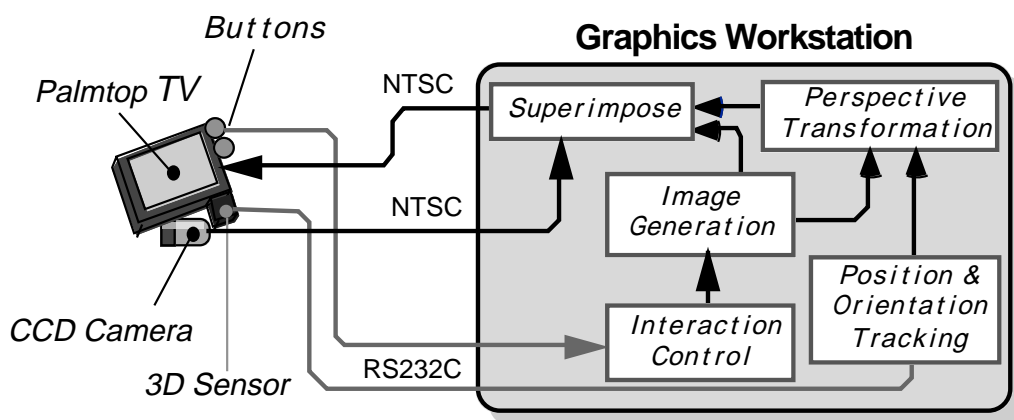 Buttons
Graphics Workstation
Palmtop TV
NTSC
Superimpose
Perspective
Transformation
NTSC
Image
Generation
Position &
Orientation
Tracking
CCD Camera
Interaction
Control
RS232C
3D Sensor